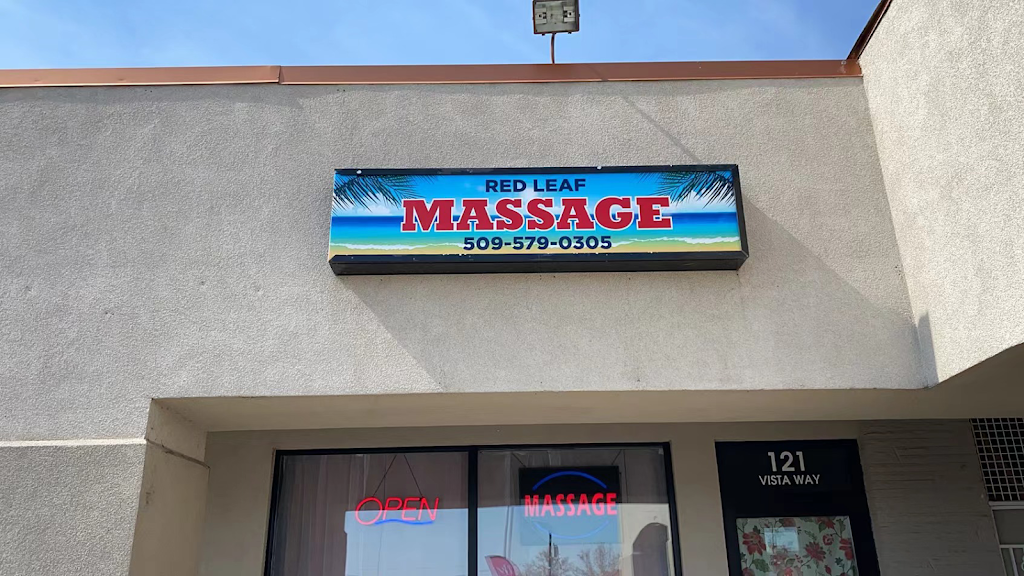 RED LEAF
MASSAGE
509-579-0305
OPEN
MASSAGE
121
VISTA WAY